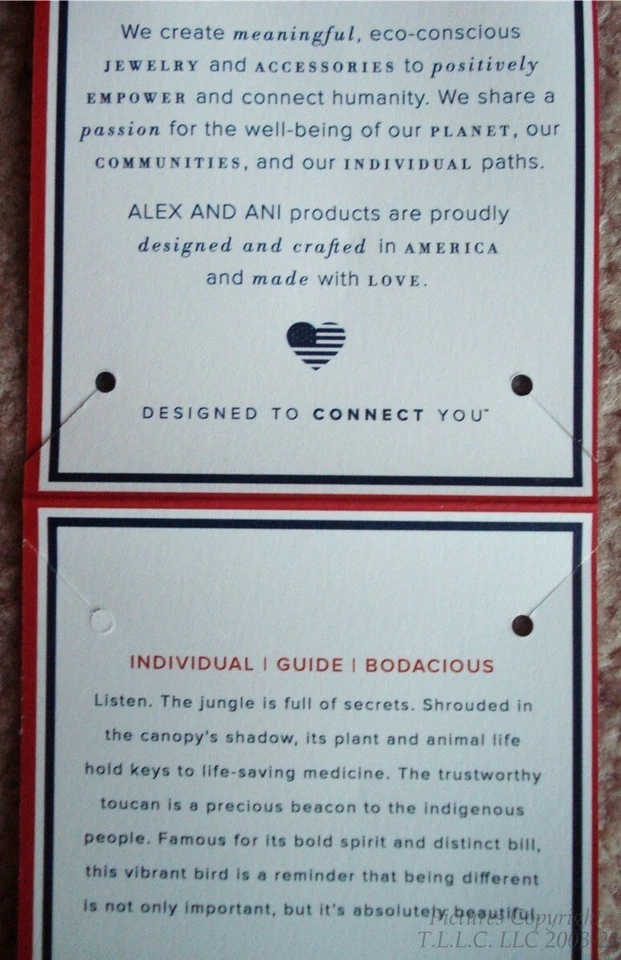 We create meaningful, eco-conscious
JEWELRY and ACCESSORIES to positively
EMPOWER and connect humanity. We share a
passion for the well-being of our PLANET, our
COMMUNITIES, and our INDIVIDUAL paths.
ALEX AND ANI products are proudly
designed and crafted in AMERICA
and made with LOVE.
DESIGNED TO CONNECT YOU™
INDIVIDUAL | GUIDE | BODACIOUS
Listen. The jungle is full of secrets. Shrouded in
the canopy's shadow, its plant and animal life
hold keys to life-saving medicine. The trustworthy
toucan is a precious beacon to the indigenous
people. Famous for its bold spirit and distinct bill,
this vibrant bird is a reminder that being different
is not only important, but it's absolutely beautiful.
Pictures Copyright
T.L.L.C. LLC